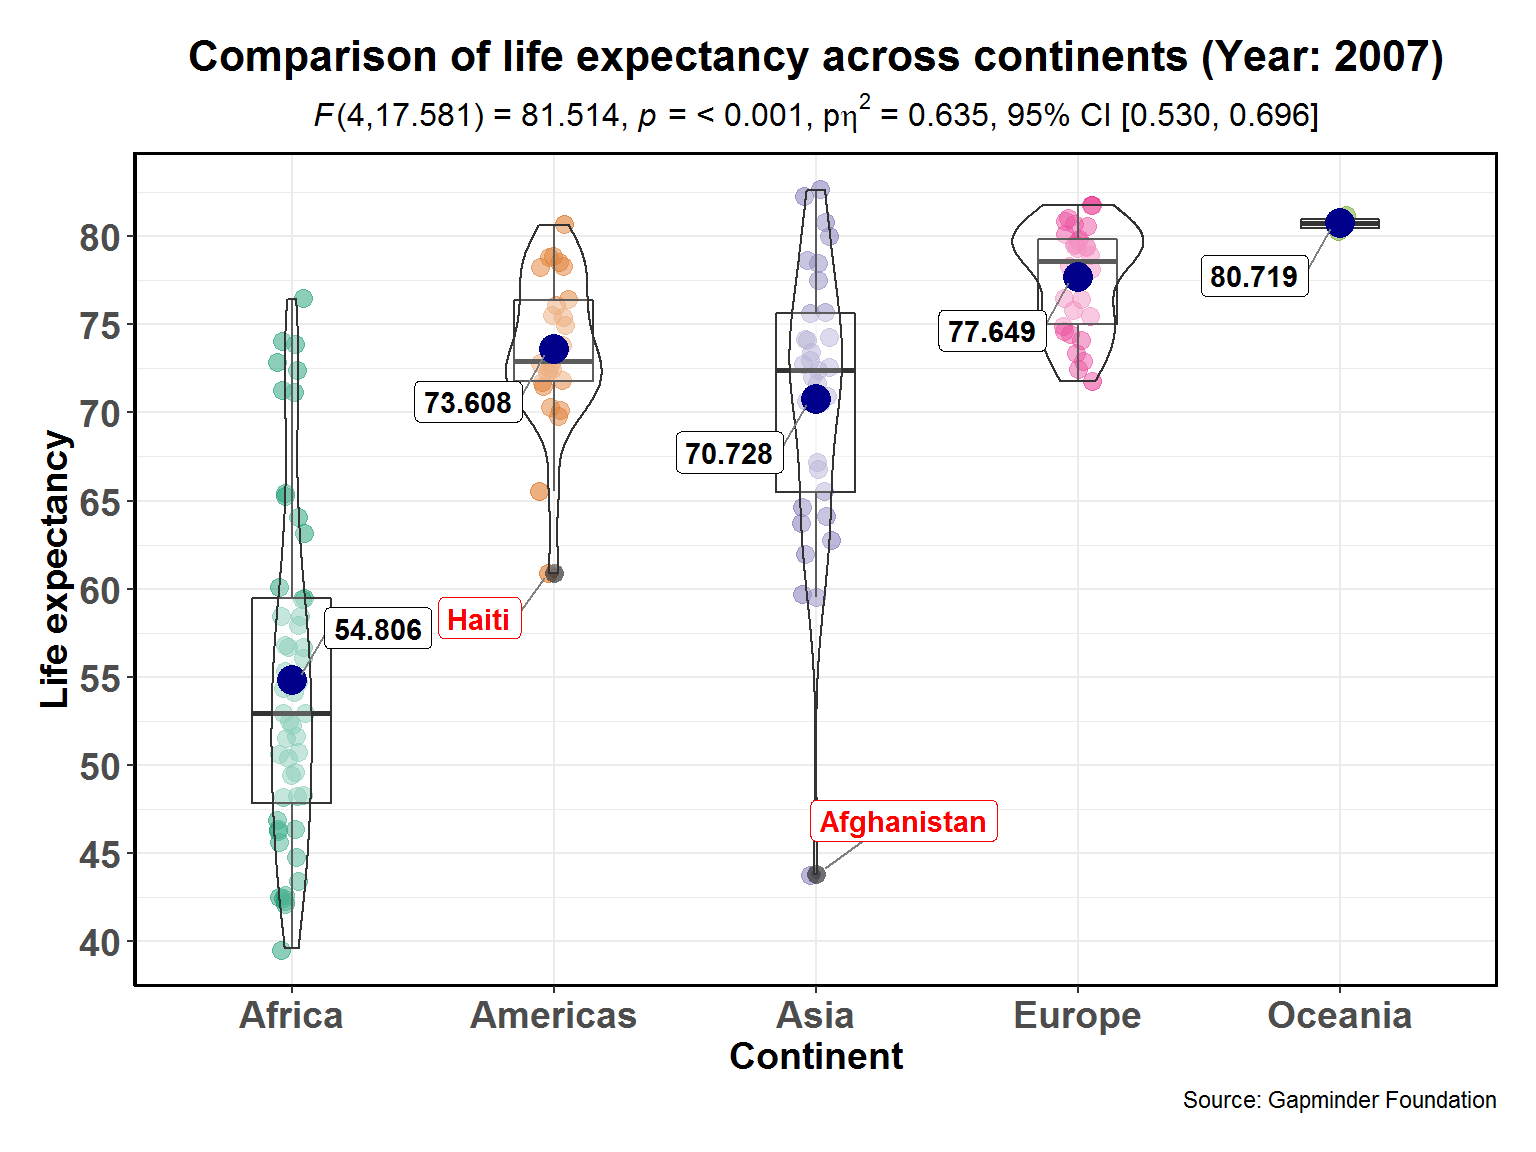 Comparison of life expectancy across continents (Year: 2007)
F(4,17.581) = 81.514, p = < 0.001, pη² = 0.635, 95% CI [0.530, 0.696]
Life expectancy
80
75
70
65
60
55
50
45
40
54.806
73.608
Haiti
70.728
Afghanistan
77.649
80.719
Africa
Americas
Asia
Europe
Oceania
Continent
Source: Gapminder Foundation